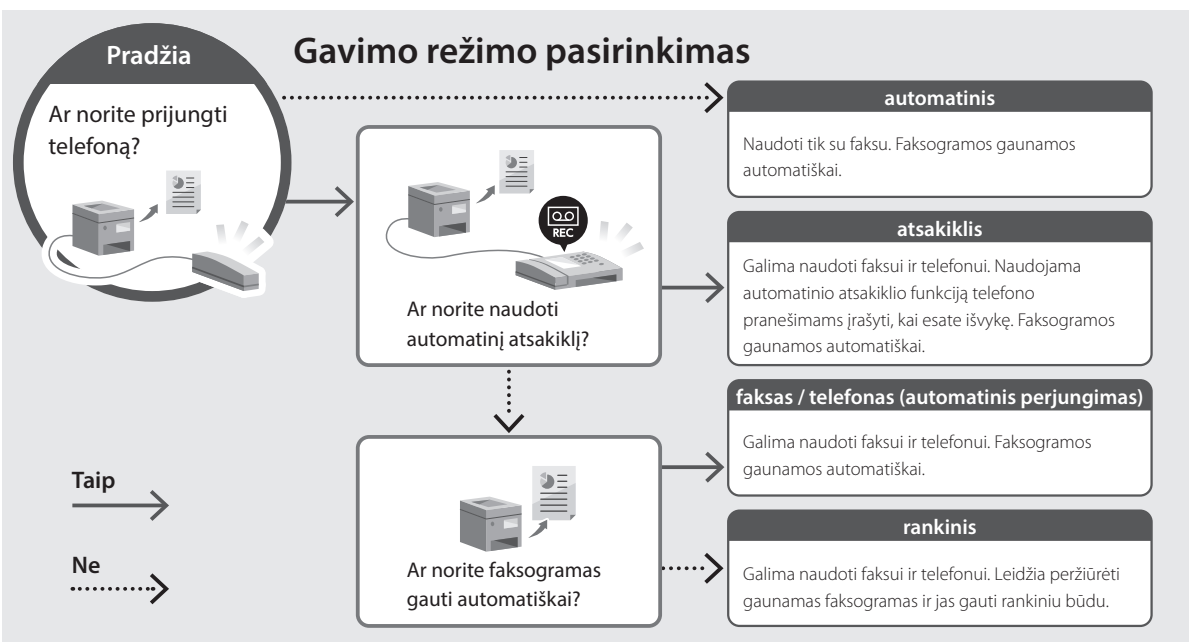 Pradžia
Gavimo režimo pasirinkimas
Ar norite prijungti
telefoną?
REC
Ar norite naudoti
automatinį atsakiklį?
automatinis
Naudoti tik su faksu. Faksogramos gaunamos
automatiškai.
atsakiklis
Galima naudoti faksui ir telefonui. Naudojama
automatinio atsakiklio funkciją telefono
pranešimams įrašyti, kai esate išvykę. Faksogramos
gaunamos automatiškai.
faksas / telefonas (automatinis perjungimas)
Galima naudoti faksui ir telefonui. Faksogramos
gaunamos automatiškai.
Taip
Ne
Ar norite faksogramas
gauti automatiškai?
rankinis
Galima naudoti faksui ir telefonui. Leidžia peržiūrėti
gaunamas faksogramas ir jas gauti rankiniu būdu.